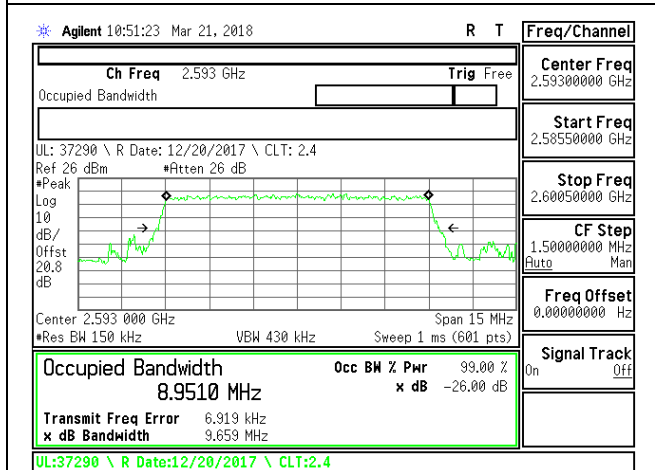 Agilent 10:51:23 Mar 21, 2018 R T
Freq/Channel
Ch Freq 2.593 GHz Trig Free
Occupied Bandwidth
Center Freq
2.59300000 GHz
Start Freq
2.58550000 GHz
Stop Freq
2.60050000 GHz
CF Step
1.50000000 MHz
Auto Man
Freq Offset
0.00000000 Hz
Signal Track
On Off
UL: 37290 \ R Date: 12/20/2017 \ CLT: 2.4
Ref 26 dBm #Atten 26 dB
#Peak
Log
10
dB/
Offst
20.8
dB
Center 2.593 000 GHz Span 15 MHz
#Res BW 150 kHz VBW 430 kHz Sweep 1 ms (601 pts)
Occupied Bandwidth Occ BW % Pwr 99.00 %
8.9510 MHz x dB -26.00 dB
Transmit Freq Error 6.919 kHz
x dB Bandwidth 9.659 MHz
UL:37290 \ R Date:12/20/2017 \ CLT:2.4